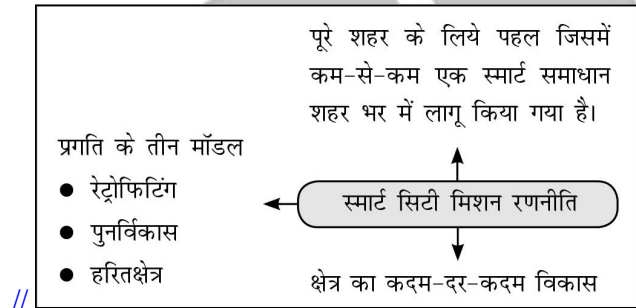 पूरे शहर के लिये पहल जिसमें
कम-से-कम एक स्मार्ट समाधान
शहर भर में लागू किया गया है।
प्रगति के तीन मॉडल
● रेट्रोफिटिंग
● पुनर्विकास
● हरितक्षेत्र
स्मार्ट सिटी मिशन रणनीति
क्षेत्र का कदम-दर-कदम विकास
//